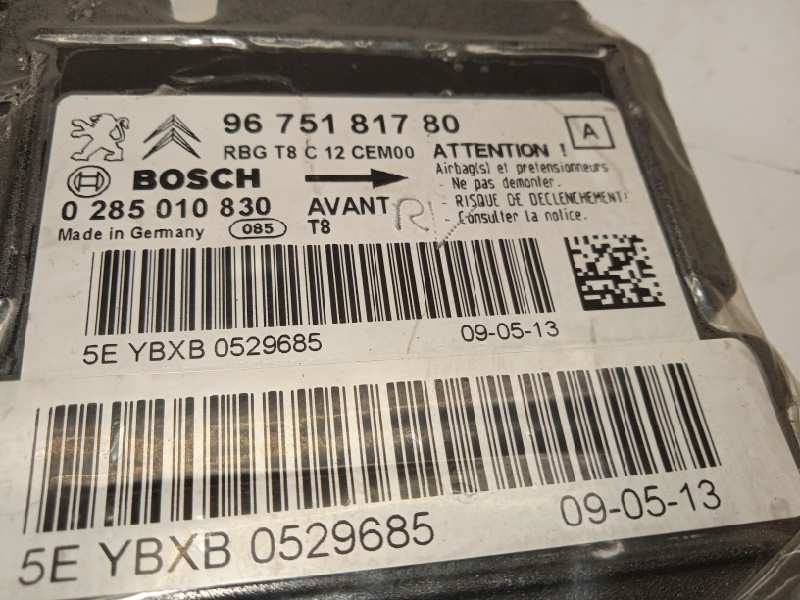 96 751 817 80
A
RBG T8 C 12 CEM00
ATTENTION !
BOSCH
Airbag(s) et pretensionneurs
- Ne pas demonter.
0 285 010 830
AVANT
- RISQUE DE DECLENCHEMENT!
- Consulter la notice.
Made in Germany
085
T8
R
5E YBXB 0529685
09-05-13
5E YBXB 0529685
09-05-13